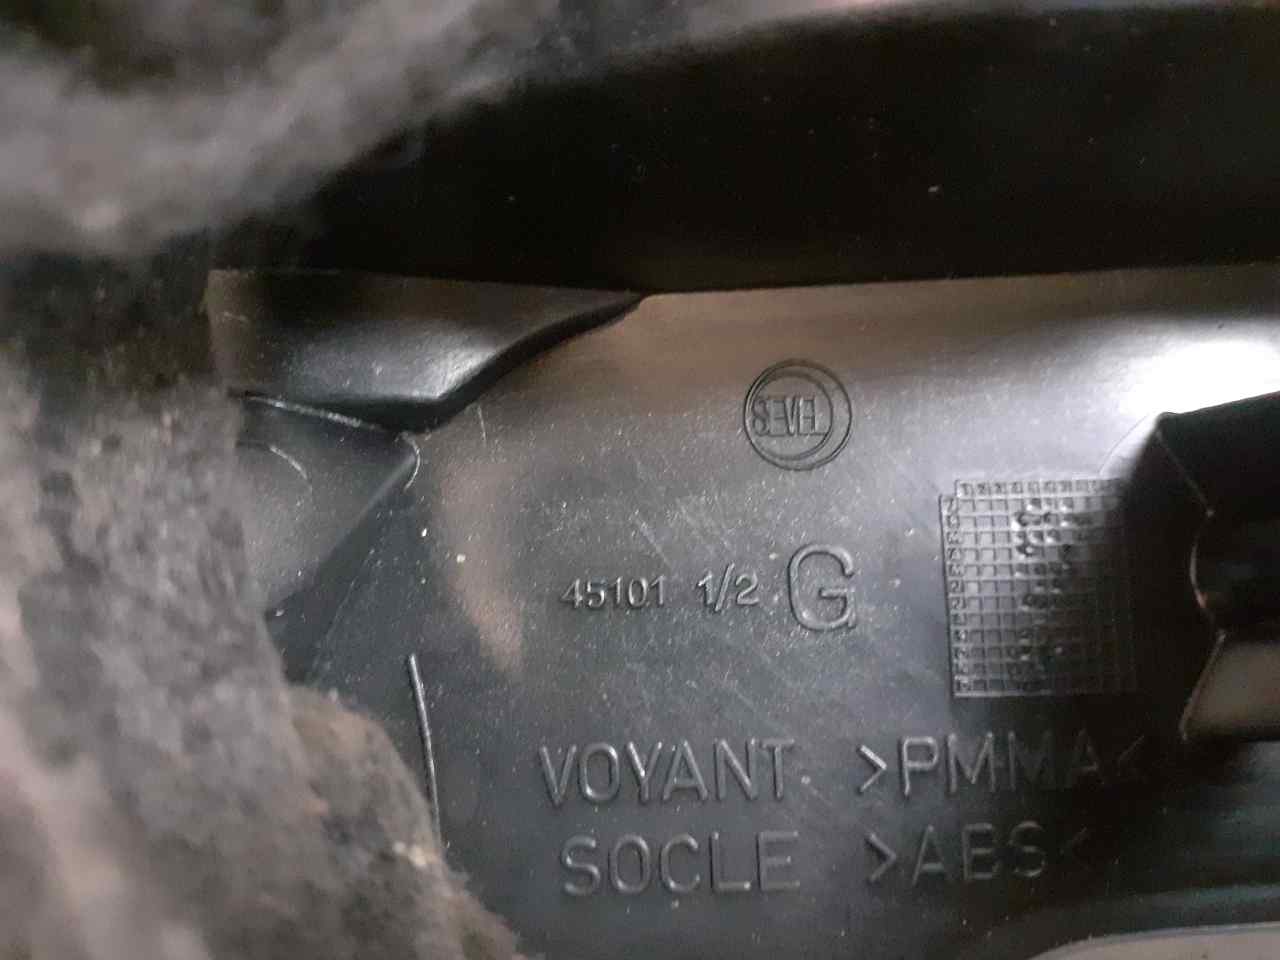 SEVEL
45101 1/2 G
VOYANT >PMMA<
SOCLE >ABS<